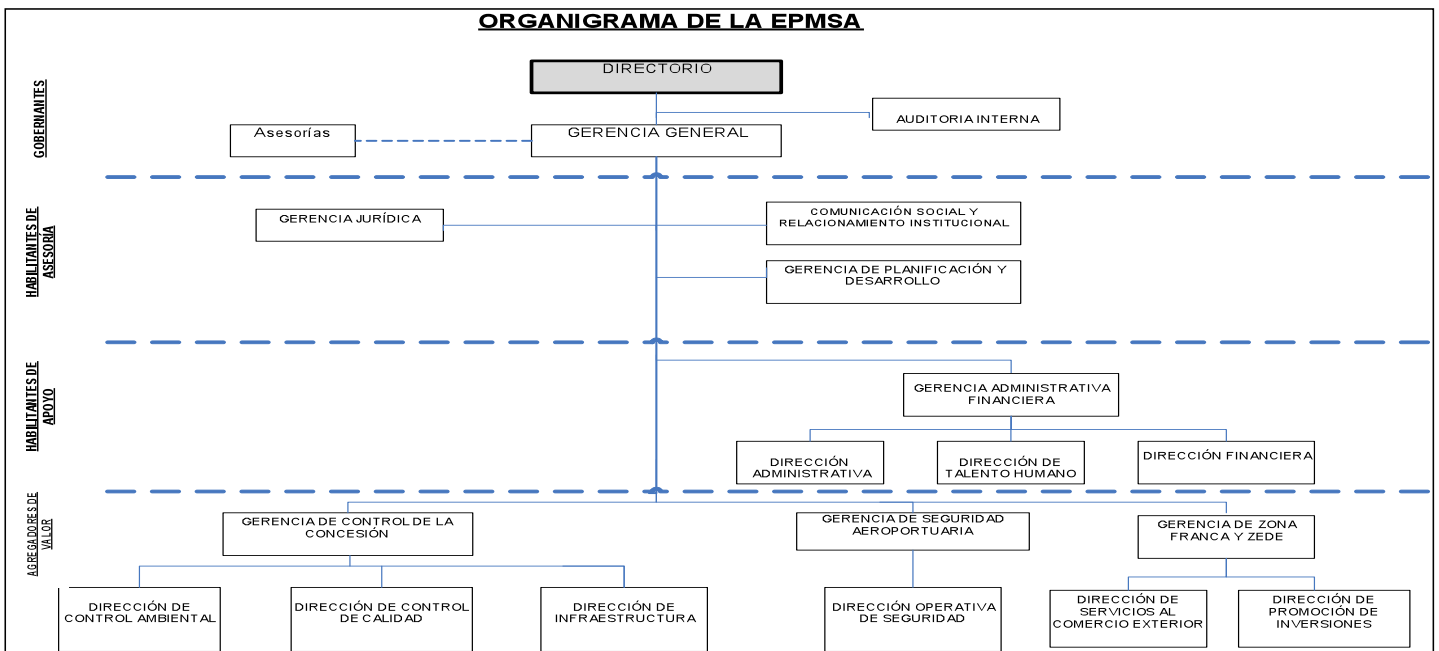 ORGANIGRAMA DE LA EPMSA
GOBERNANTES
DIRECTORIO
AUDITORIA INTERNA
Asesorías
GERENCIA GENERAL
HABILITANTES DE
ASESORÍA
GERENCIA JURÍDICA
COMUNICACIÓN SOCIAL Y
RELACIONAMIENTO INSTITUCIONAL
GERENCIA DE PLANIFICACIÓN Y
DESARROLLO
HABILITANTES DE
APOYO
GERENCIA ADMINISTRATIVA
FINANCIERA
DIRECCIÓN
ADMINISTRATIVA
DIRECCIÓN DE
TALENTO HUMANO
DIRECCIÓN FINANCIERA
AGREGADORES DE
VALOR
GERENCIA DE CONTROL DE LA
CONCESIÓN
GERENCIA DE SEGURIDAD
AEROPORTUARIA
GERENCIA DE ZONA
FRANCA Y ZEDE
DIRECCIÓN DE
CONTROL AMBIENTAL
DIRECCIÓN DE CONTROL
DE CALIDAD
DIRECCIÓN DE
INFRAESTRUCTURA
DIRECCIÓN OPERATIVA
DE SEGURIDAD
DIRECCIÓN DE
SERVICIOS AL
COMERCIO EXTERIOR
DIRECCIÓN DE
PROMOCIÓN DE
INVERSIONES